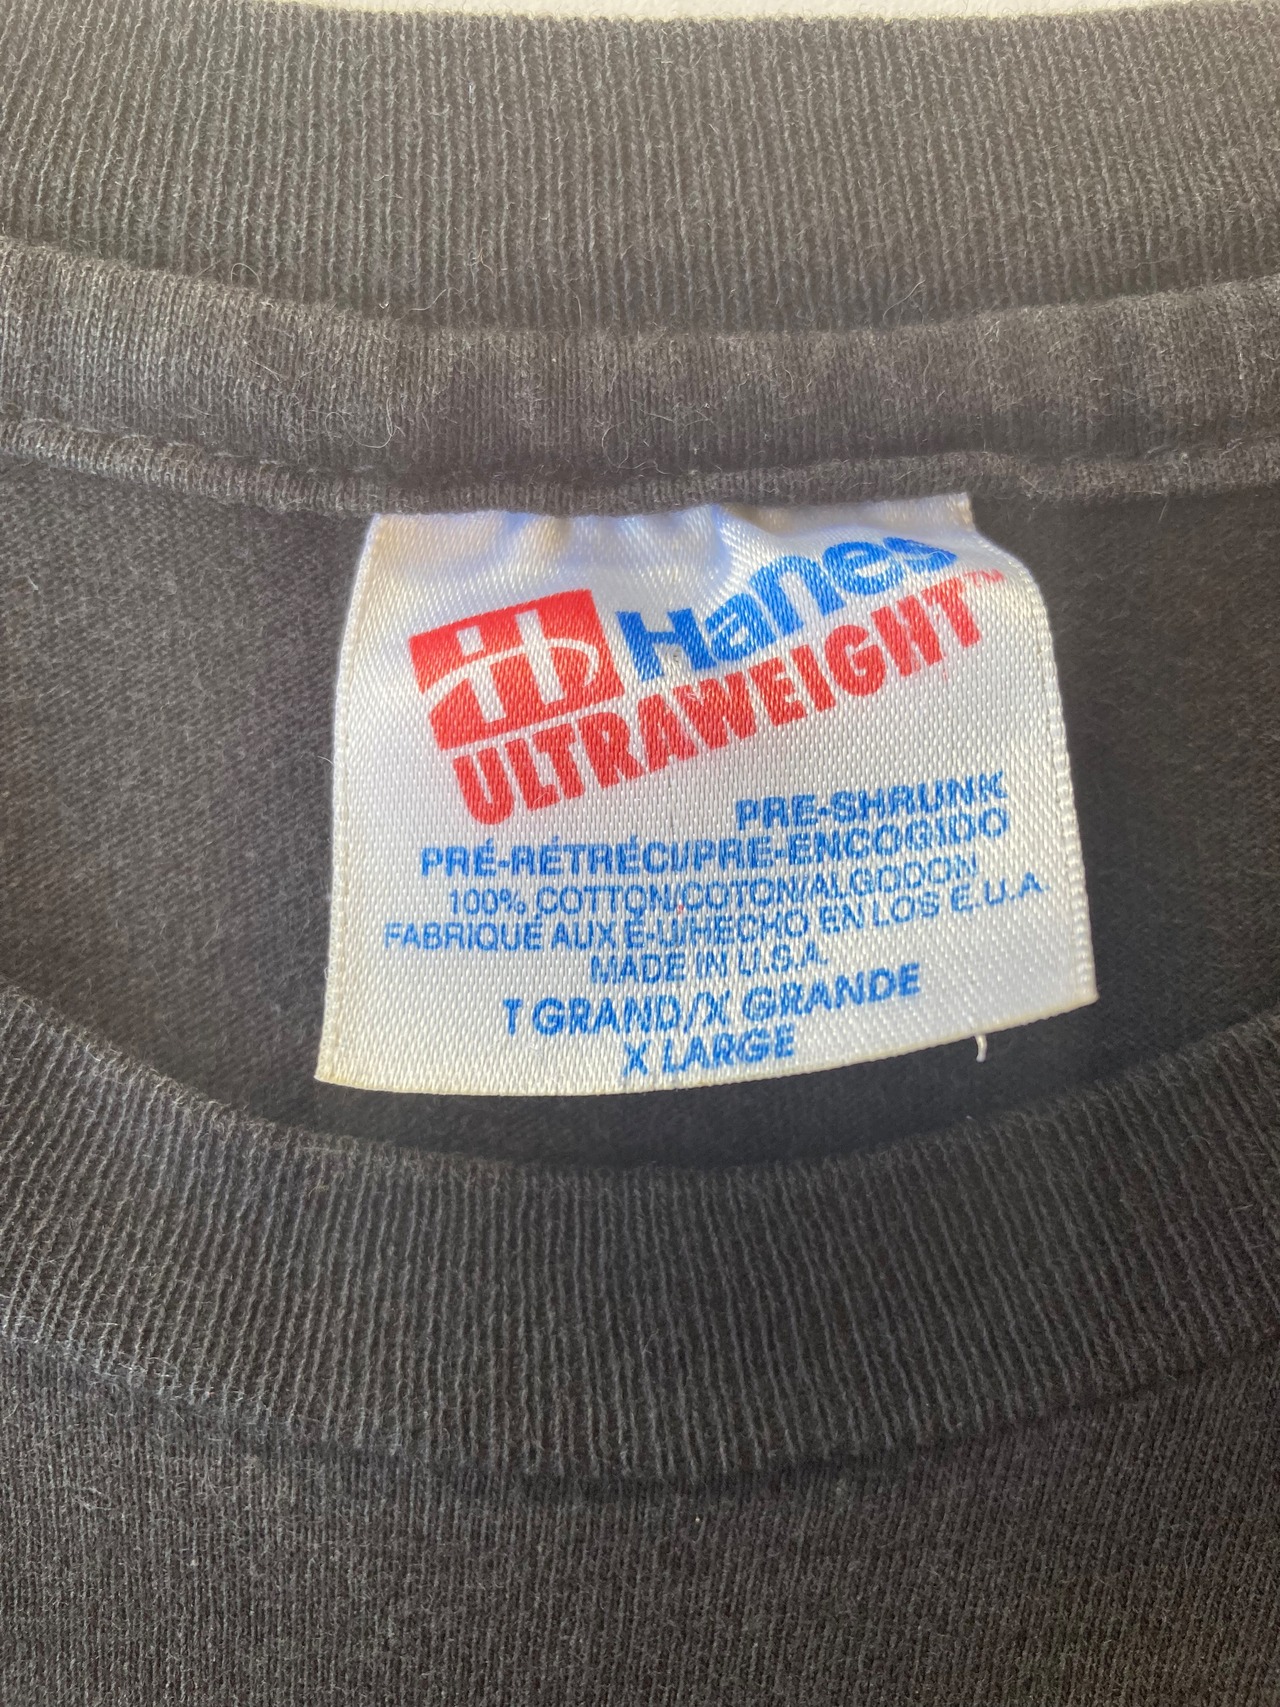 H Hanes
ULTRAWEIGHT™
PRE-SHRUNK
PRÉ-RÉTRÉCI/PRE-ENCOGIDO
100% COTTON/COTON/ALGODON
FABRIQUÉ AUX É-U/HECHO EN LOS E.U.A
MADE IN U.S.A.
T GRAND/X GRANDE
X LARGE